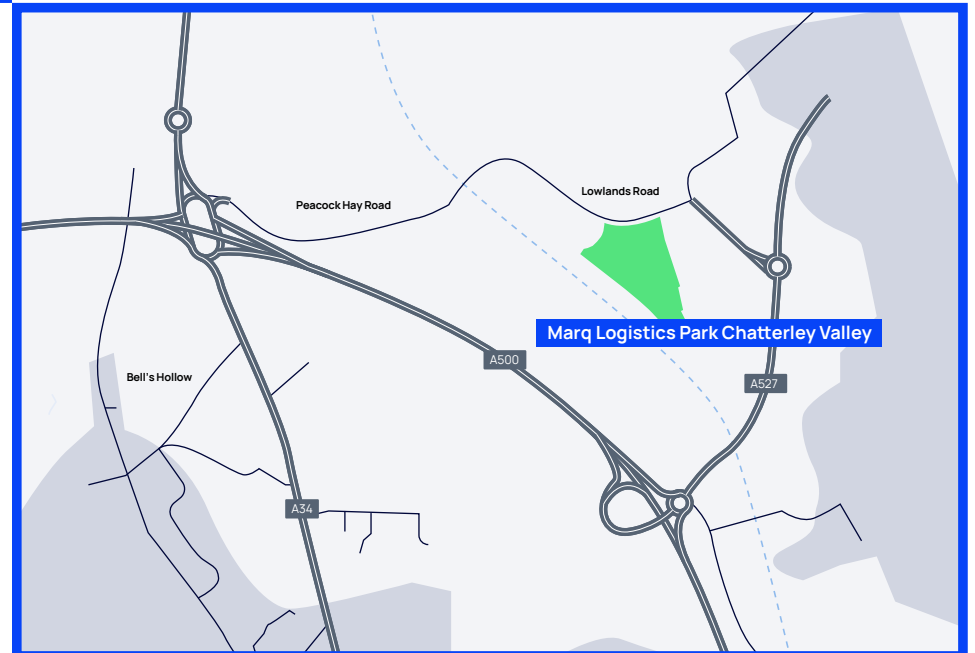 Lowlands Road
Peacock Hay Road
Marq Logistics Park Chatterley Valley
A500
Bell's Hollow
A527
A34